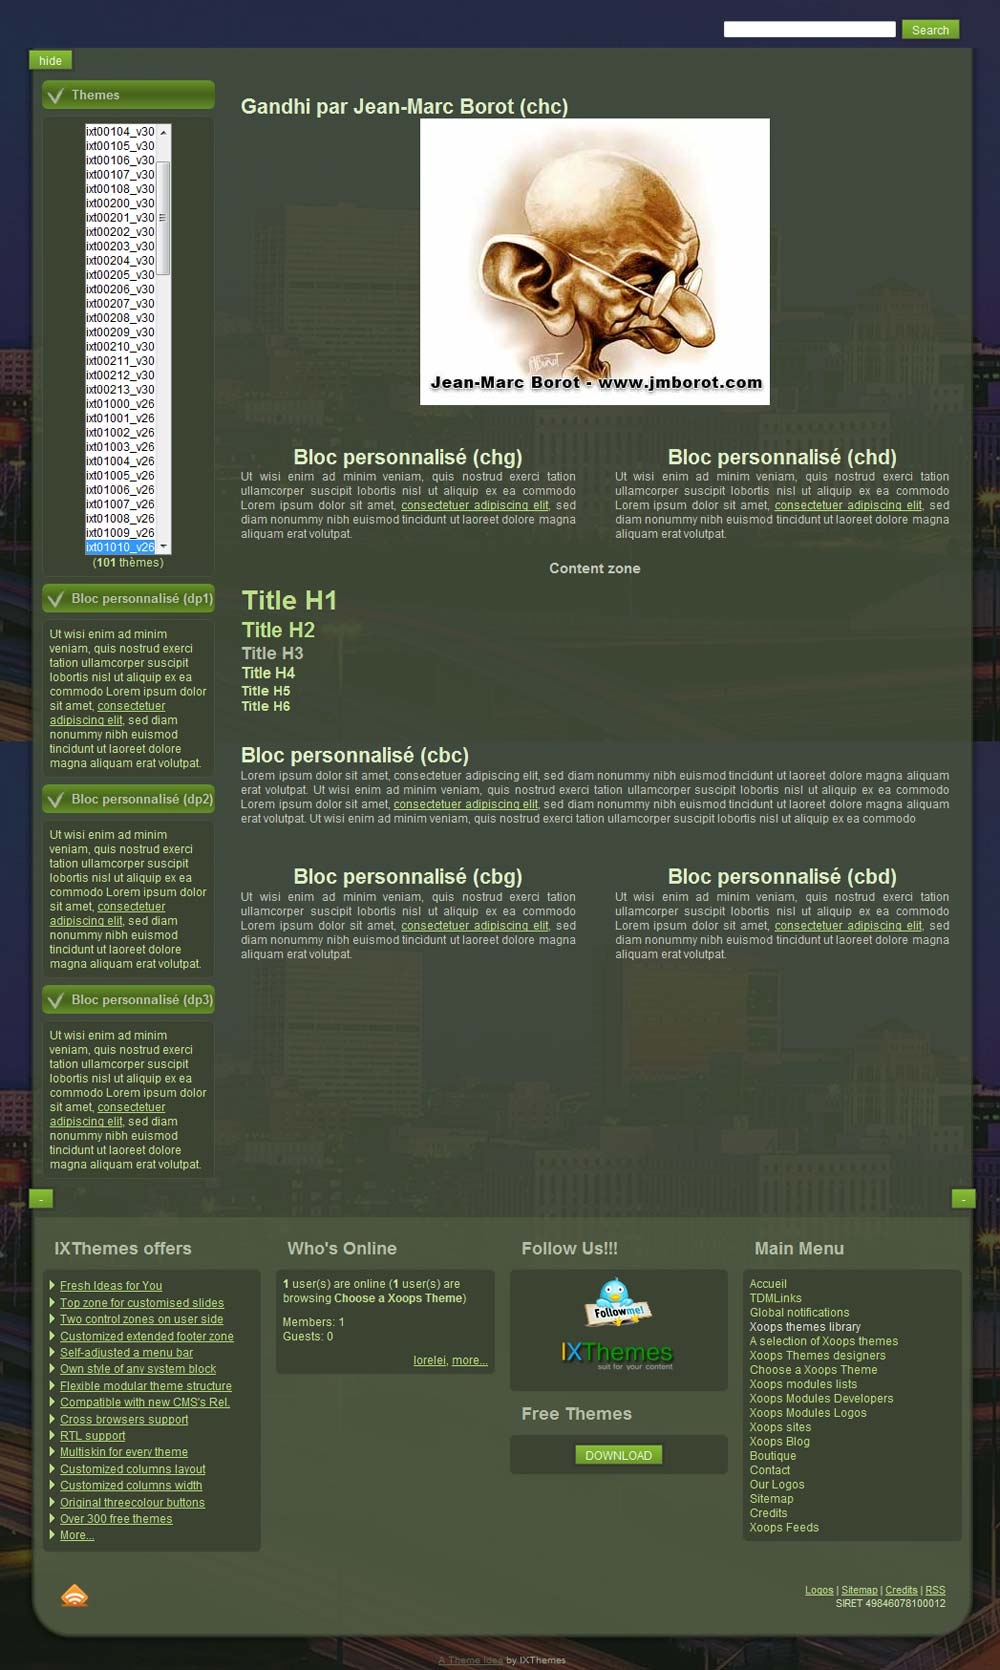 Search
hide
Themes
ixt00104_v30
ixt00105_v30
ixt00106_v30
ixt00107_v30
ixt00108_v30
ixt00200_v30
ixt00201_v30
ixt00202_v30
ixt00203_v30
ixt00204_v30
ixt00205_v30
ixt00206_v30
ixt00207_v30
ixt00208_v30
ixt00209_v30
ixt00210_v30
ixt00211_v30
ixt00212_v30
ixt00213_v30
ixt01000_v26
ixt01001_v26
ixt01002_v26
ixt01003_v26
ixt01004_v26
ixt01005_v26
ixt01006_v26
ixt01007_v26
ixt01008_v26
ixt01009_v26
ixt01010_v26
(101 thèmes)
Bloc personnalisé (dp1)
Ut wisi enim ad minim
veniam, quis nostrud exerci
tation ullamcorper suscipit
lobortis nisl ut aliquip ex ea
commodo Lorem ipsum dolor
sit amet, consectetuer
adipiscing elit, sed diam
nonummy nibh euismod
tincidunt ut laoreet dolore
magna aliquam erat volutpat.
Bloc personnalisé (dp2)
Ut wisi enim ad minim
veniam, quis nostrud exerci
tation ullamcorper suscipit
lobortis nisl ut aliquip ex ea
commodo Lorem ipsum dolor
sit amet, consectetuer
adipiscing elit, sed diam
nonummy nibh euismod
tincidunt ut laoreet dolore
magna aliquam erat volutpat.
Bloc personnalisé (dp3)
Ut wisi enim ad minim
veniam, quis nostrud exerci
tation ullamcorper suscipit
lobortis nisl ut aliquip ex ea
commodo Lorem ipsum dolor
sit amet, consectetuer
adipiscing elit, sed diam
nonummy nibh euismod
tincidunt ut laoreet dolore
magna aliquam erat volutpat.
Gandhi par Jean-Marc Borot (chc)
JMBorot
Jean-Marc Borot - www.jmborot.com
Bloc personnalisé (chg)
Ut wisi enim ad minim veniam, quis nostrud exerci tation
ullamcorper suscipit lobortis nisl ut aliquip ex ea commodo
Lorem ipsum dolor sit amet, consectetuer adipiscing elit, sed
diam nonummy nibh euismod tincidunt ut laoreet dolore magna
aliquam erat volutpat.
Bloc personnalisé (chd)
Ut wisi enim ad minim veniam, quis nostrud exerci tation
ullamcorper suscipit lobortis nisl ut aliquip ex ea commodo
Lorem ipsum dolor sit amet, consectetuer adipiscing elit, sed
diam nonummy nibh euismod tincidunt ut laoreet dolore magna
aliquam erat volutpat.
Content zone
Title H1
Title H2
Title H3
Title H4
Title H5
Title H6
Bloc personnalisé (cbc)
Lorem ipsum dolor sit amet, consectetuer adipiscing elit, sed diam nonummy nibh euismod tincidunt ut laoreet dolore magna aliquam
erat volutpat. Ut wisi enim ad minim veniam, quis nostrud exerci tation ullamcorper suscipit lobortis nisl ut aliquip ex ea commodo
Lorem ipsum dolor sit amet, consectetuer adipiscing elit, sed diam nonummy nibh euismod tincidunt ut laoreet dolore magna aliquam
erat volutpat. Ut wisi enim ad minim veniam, quis nostrud exerci tation ullamcorper suscipit lobortis nisl ut aliquip ex ea commodo
Bloc personnalisé (cbg)
Ut wisi enim ad minim veniam, quis nostrud exerci tation
ullamcorper suscipit lobortis nisl ut aliquip ex ea commodo
Lorem ipsum dolor sit amet, consectetuer adipiscing elit, sed
diam nonummy nibh euismod tincidunt ut laoreet dolore magna
aliquam erat volutpat.
Bloc personnalisé (cbd)
Ut wisi enim ad minim veniam, quis nostrud exerci tation
ullamcorper suscipit lobortis nisl ut aliquip ex ea commodo
Lorem ipsum dolor sit amet, consectetuer adipiscing elit, sed
diam nonummy nibh euismod tincidunt ut laoreet dolore magna
aliquam erat volutpat.
-
-
IXThemes offers
Fresh Ideas for You
Top zone for customised slides
Two control zones on user side
Customized extended footer zone
Self-adjusted a menu bar
Own style of any system block
Flexible modular theme structure
Compatible with new CMS's Rel.
Cross browsers support
RTL support
Multiskin for every theme
Customized columns layout
Customized columns width
Original threecolour buttons
Over 300 free themes
More...
Who's Online
1 user(s) are online (1 user(s) are
browsing Choose a Xoops Theme)
Members: 1
Guests: 0
lorelei, more...
Follow Us!!!
Follow me!
IXThemes
suit for your content
Free Themes
DOWNLOAD
Main Menu
Accueil
TDMLinks
Global notifications
Xoops themes library
A selection of Xoops themes
Xoops Themes designers
Choose a Xoops Theme
Xoops modules lists
Xoops Modules Developers
Xoops Modules Logos
Xoops sites
Xoops Blog
Boutique
Contact
Our Logos
Sitemap
Credits
Xoops Feeds
Logos | Sitemap | Credits | RSS
SIRET 49846078100012
A Theme Idea by IXThemes